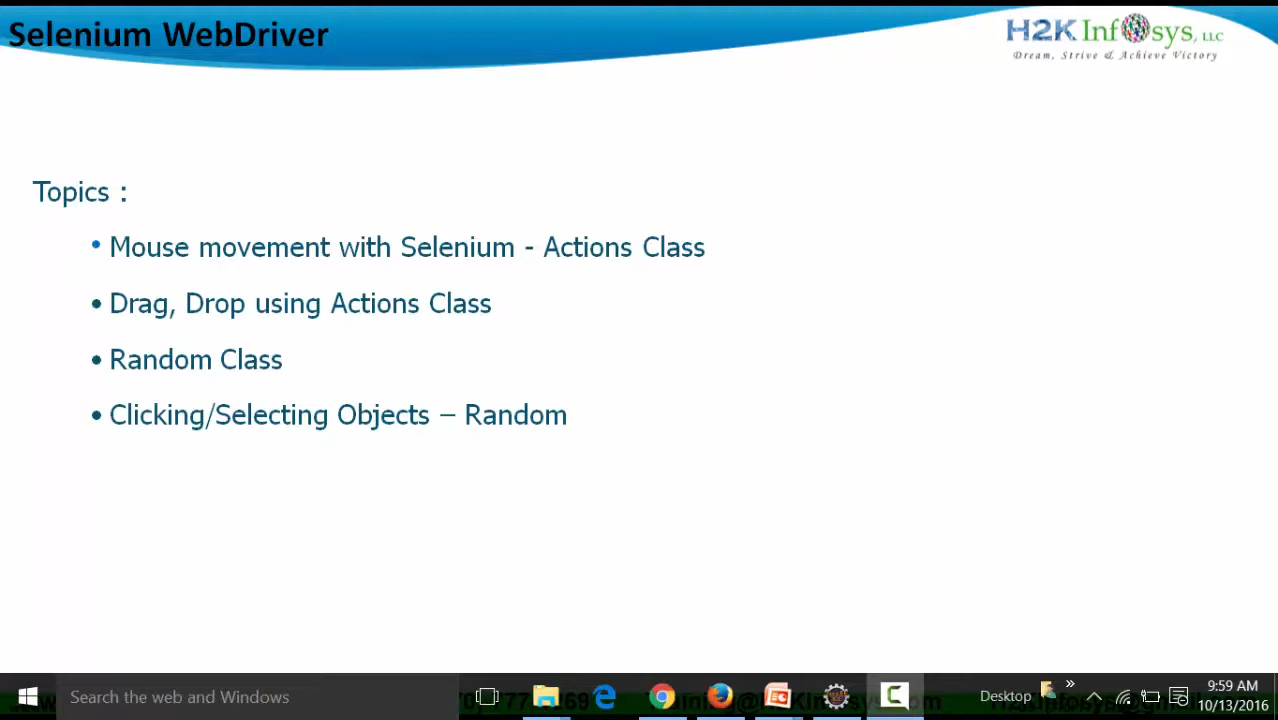 Selenium WebDriver
H2K Infosys, LLC
Dream, Strive & Achieve Victory
Topics :
• Mouse movement with Selenium - Actions Class
• Drag, Drop using Actions Class
• Random Class
• Clicking/Selecting Objects – Random
Search the web and Windows
Desktop
9:59 AM
10/13/2016